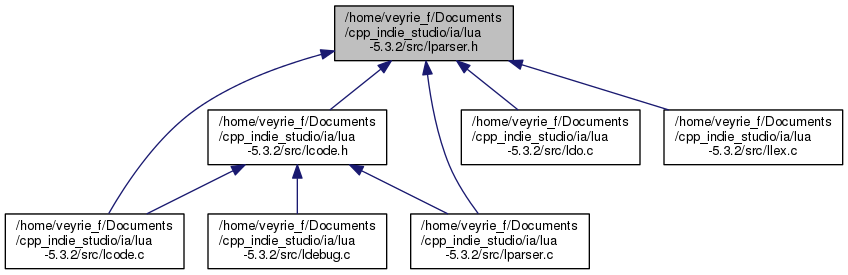 /home/veyrie_f/Documents
/cpp_indie_studio/ia/lua
-5.3.2/src/lparser.h
/home/veyrie_f/Documents
/cpp_indie_studio/ia/lua
-5.3.2/src/lcode.h
/home/veyrie_f/Documents
/cpp_indie_studio/ia/lua
-5.3.2/src/ldo.c
/home/veyrie_f/Documents
/cpp_indie_studio/ia/lua
-5.3.2/src/llex.c
/home/veyrie_f/Documents
/cpp_indie_studio/ia/lua
-5.3.2/src/lcode.c
/home/veyrie_f/Documents
/cpp_indie_studio/ia/lua
-5.3.2/src/ldebug.c
/home/veyrie_f/Documents
/cpp_indie_studio/ia/lua
-5.3.2/src/lparser.c